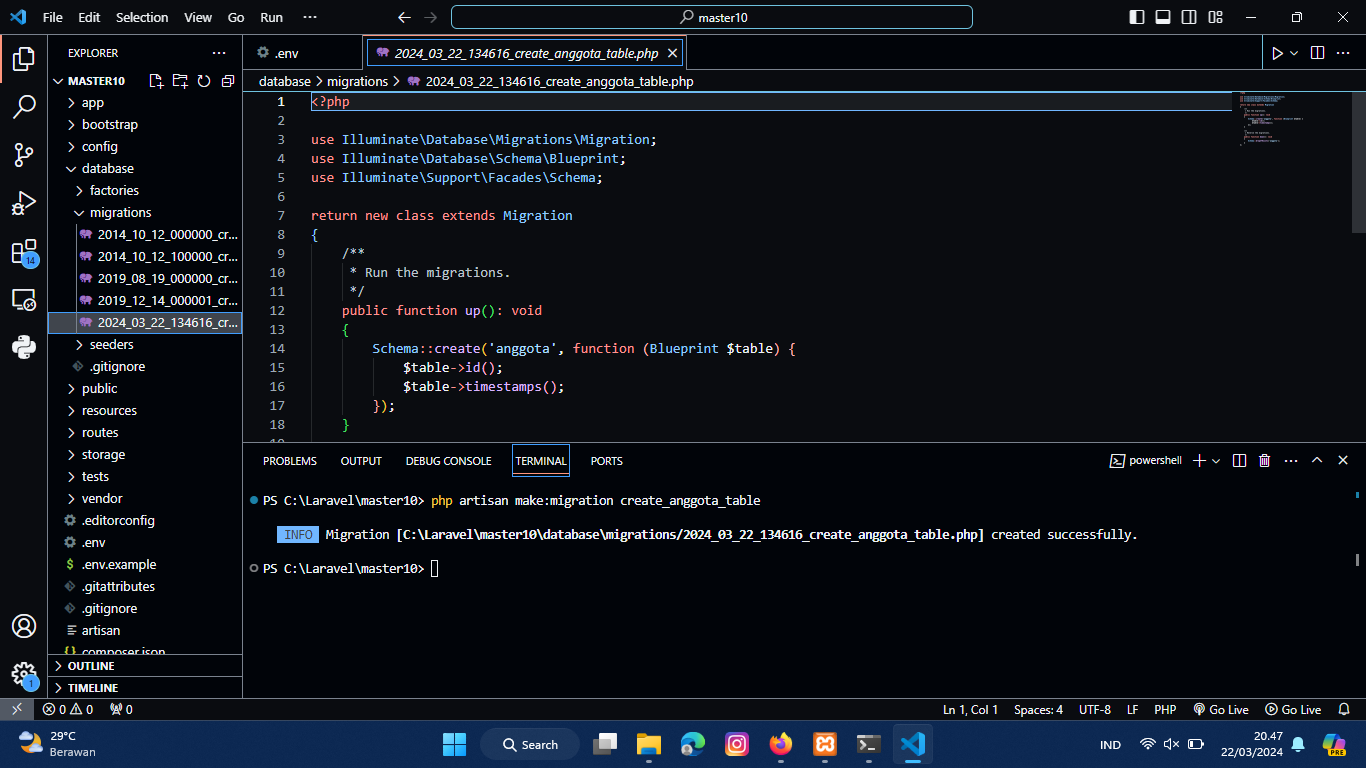 File Edit Selection View Go Run ···
master10
EXPLORER
.env
2024_03_22_134616_create_anggota_table.php
MASTER10
database > migrations > 2024_03_22_134616_create_anggota_table.php
app
bootstrap
config
database
factories
migrations
2014_10_12_000000_cr...
2014_10_12_100000_cr...
2019_08_19_000000_cr...
2019_12_14_000001_cr...
2024_03_22_134616_cr...
seeders
.gitignore
public
resources
routes
storage
tests
vendor
.editorconfig
.env
.env.example
.gitattributes
.gitignore
artisan
composer.json
OUTLINE
TIMELINE
14
1
1 <?php
2
3 use Illuminate\Database\Migrations\Migration;
4 use Illuminate\Database\Schema\Blueprint;
5 use Illuminate\Support\Facades\Schema;
6
7 return new class extends Migration
8 {
9 /**
10 * Run the migrations.
11 */
12 public function up(): void
13 {
14 Schema::create('anggota', function (Blueprint $table) {
15 $table->id();
16 $table->timestamps();
17 });
18 }
PROBLEMS OUTPUT DEBUG CONSOLE TERMINAL PORTS
powershell
PS C:\Laravel\master10> php artisan make:migration create_anggota_table
INFO Migration [C:\Laravel\master10\database\migrations/2024_03_22_134616_create_anggota_table.php] created successfully.
PS C:\Laravel\master10>
0 0 0
Ln 1, Col 1 Spaces: 4 UTF-8 LF PHP Go Live Go Live
29°C
Berawan
Search
IND
20.47
22/03/2024
PRE